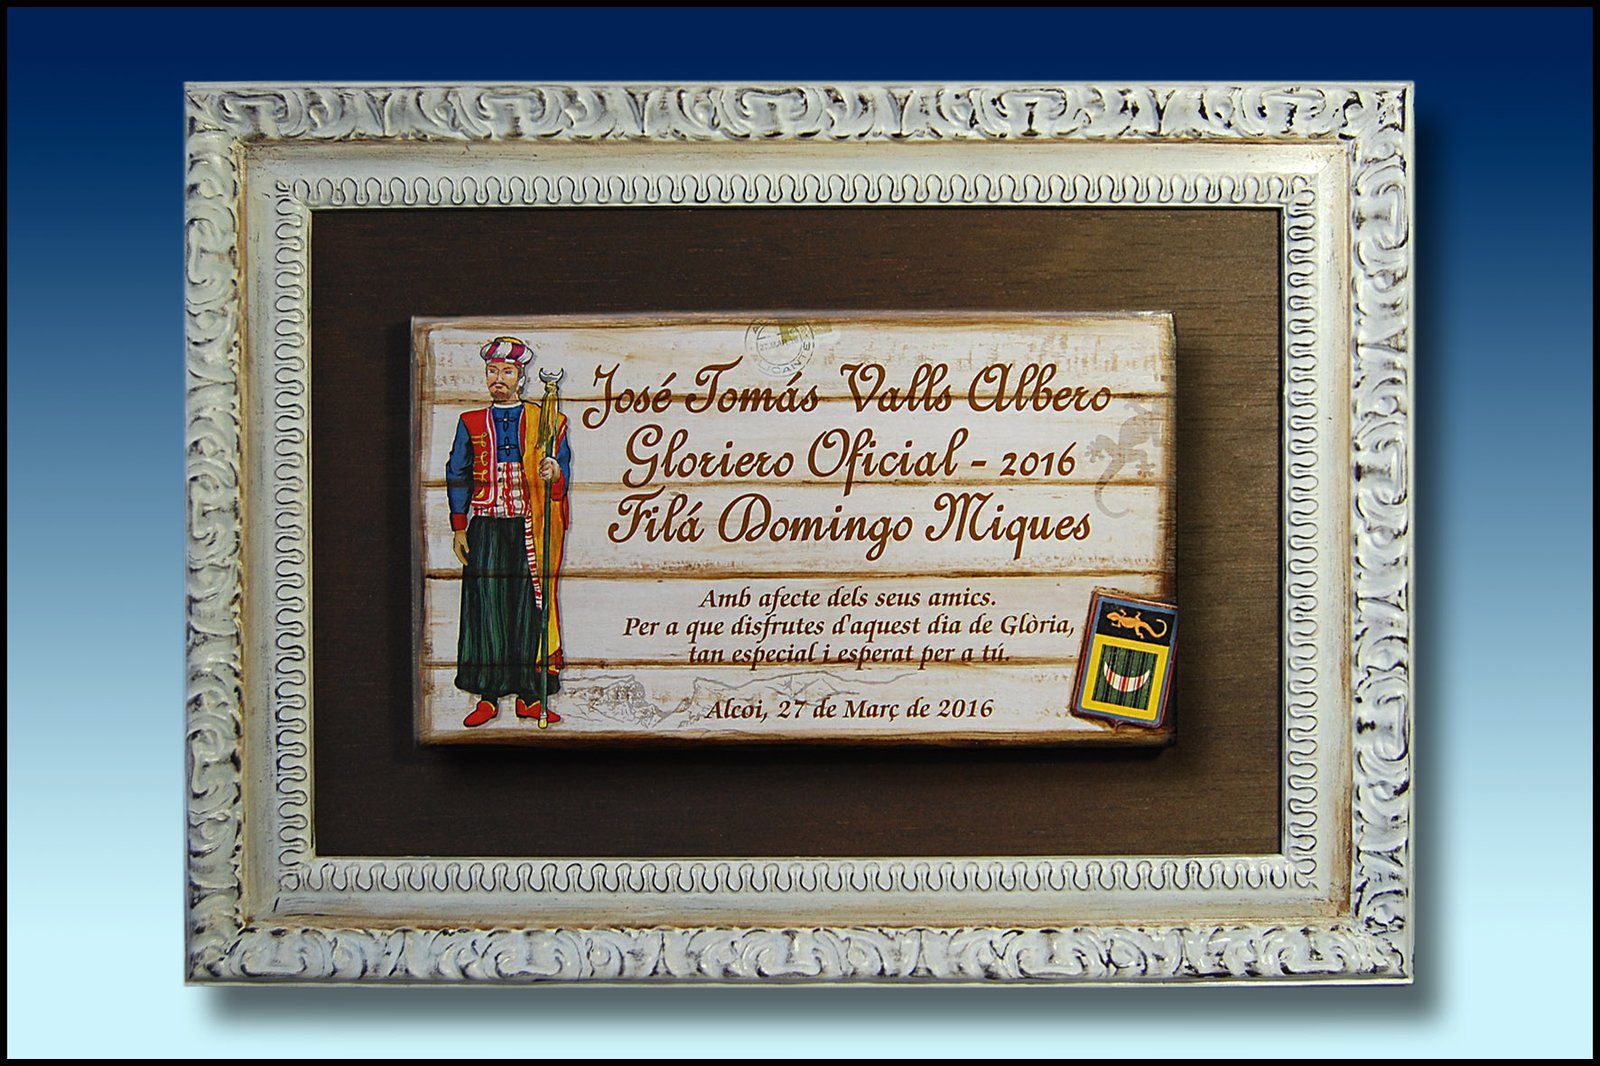 ALICANTE
José Tomás Valls Albero
Gloriero Oficial - 2016
Filá Domingo Miques
Amb afecte dels seus amics.
Per a que disfrutes d'aquest dia de Glòria,
tan especial i esperat per a tú.
Alcoi, 27 de Març de 2016